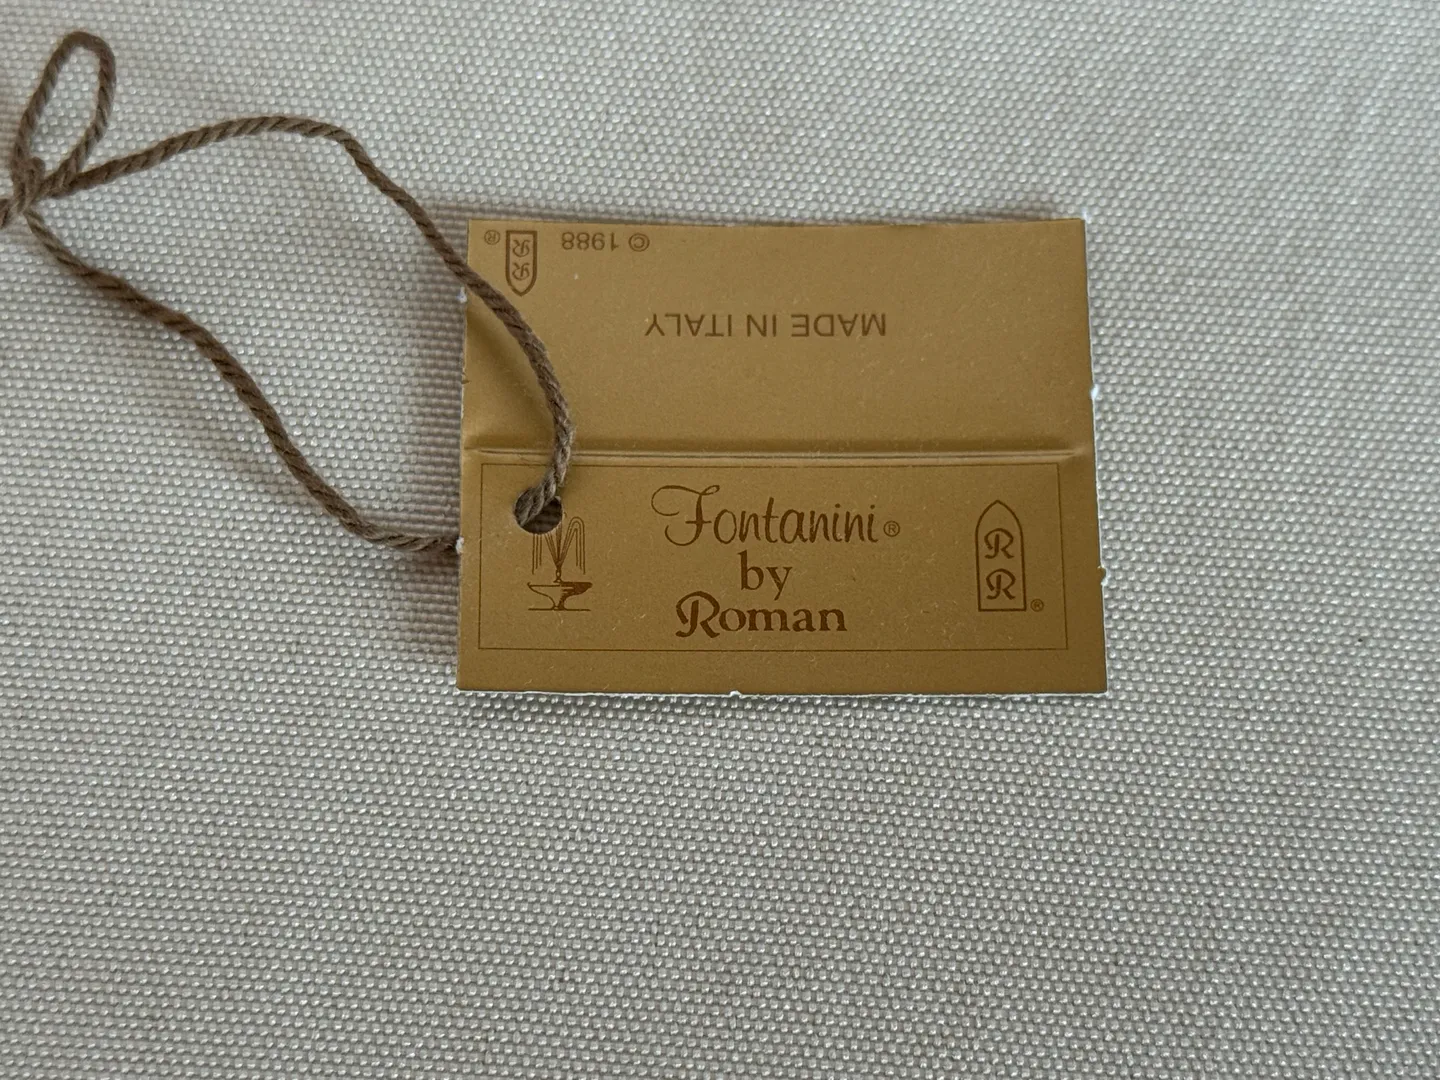 © 1988 RR ®
MADE IN ITALY
Fontanini®
by
Roman
R
R ®